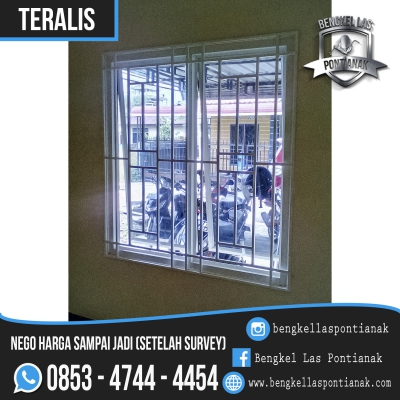 TERALIS
BENGKEL LAS
PONTIANAK
NEGO HARGA SAMPAI JADI (SETELAH SURVEY)
0853 - 4744 - 4454
bengkellaspontianak
Bengkel Las Pontianak
www.bengkellaspontianak.com